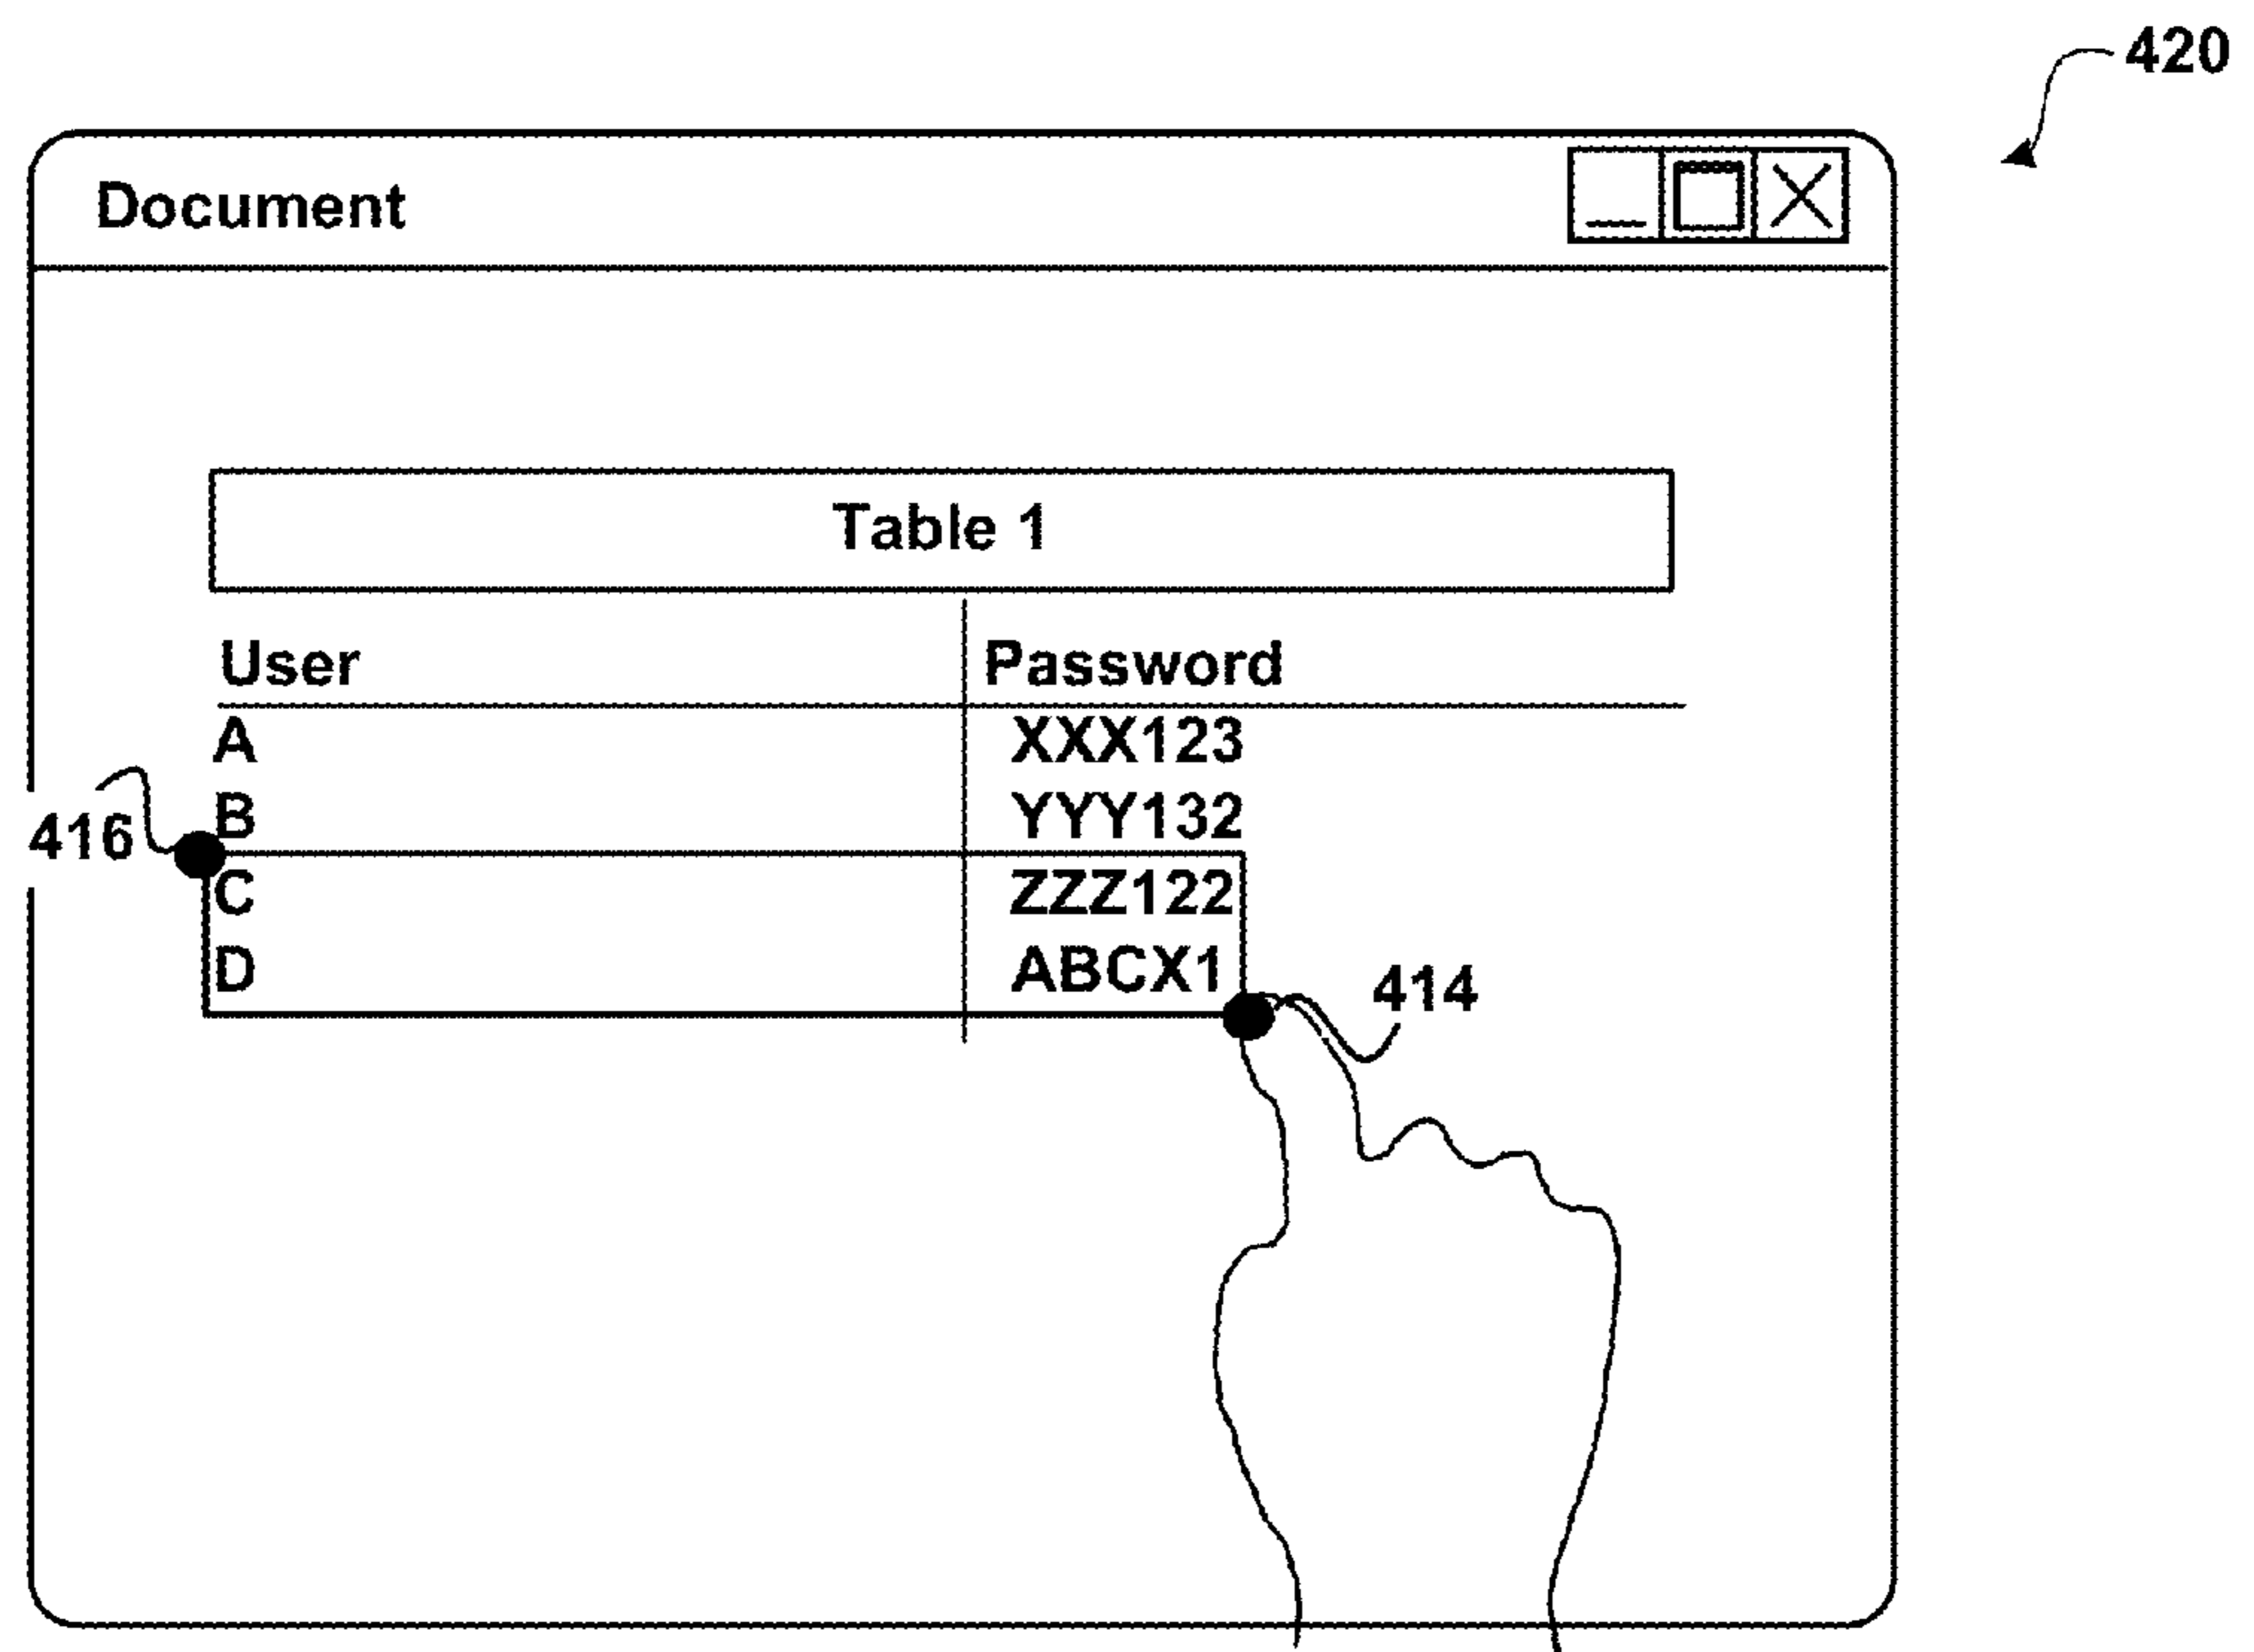 420
Document
Table 1
User Password
A XXX123
B YYY132
416
C ZZZ122
D ABCX1
414